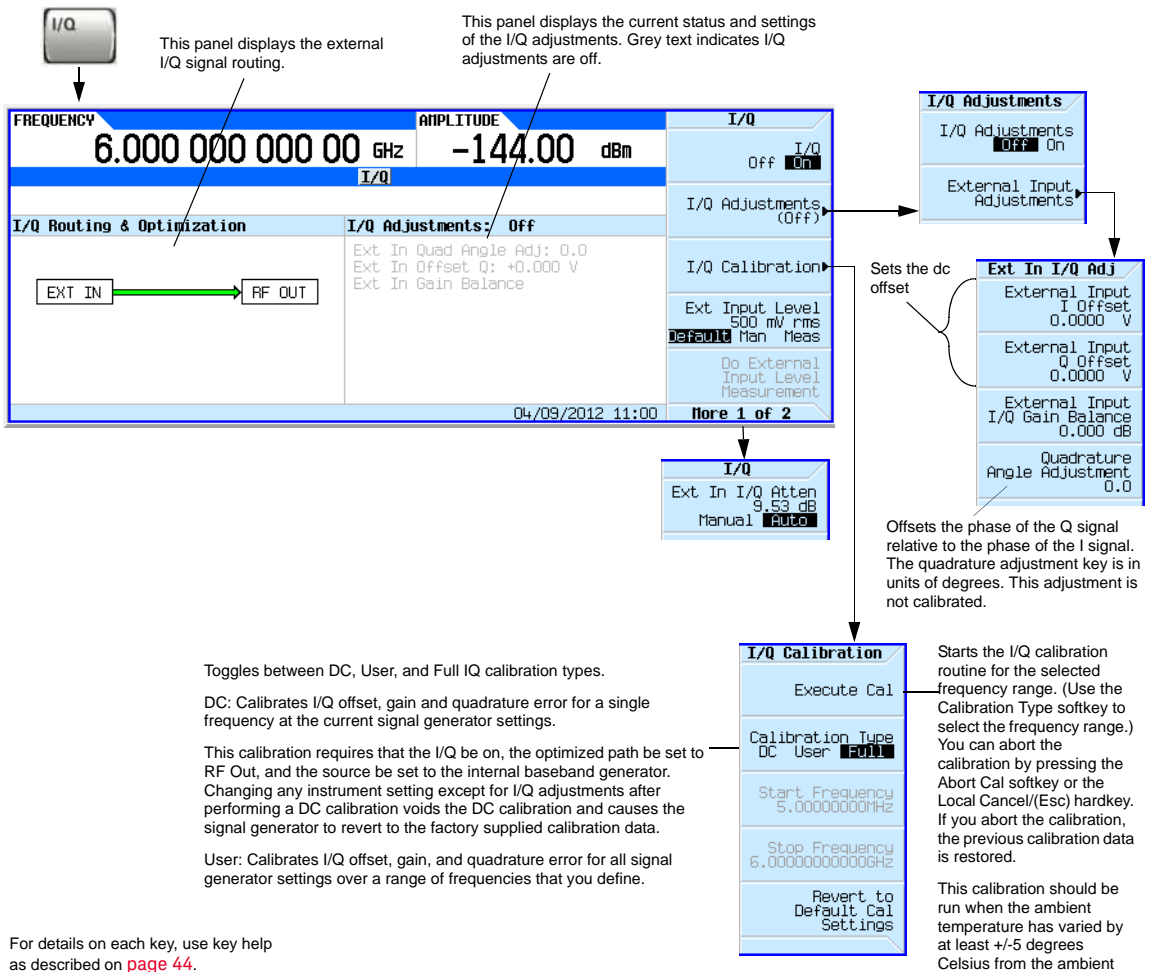 I/Q
This panel displays the external
I/Q signal routing.
This panel displays the current status and settings
of the I/Q adjustments. Grey text indicates I/Q
adjustments are off.
FREQUENCY
6.000 000 000 00 GHz
AMPLITUDE
-144.00 dBm
I/Q
I/Q Routing & Optimization
EXT IN
RF OUT
I/Q Adjustments: Off
Ext In Quad Angle Adj: 0.0
Ext In Offset Q: +0.000 V
Ext In Gain Balance
04/09/2012 11:00
I/Q
I/Q
Off On
I/Q Adjustments
(Off)
I/Q Calibration
Ext Input Level
500 mV rms
Default Man Meas
Do External
Input Level
Measurement
More 1 of 2
I/Q Adjustments
I/Q Adjustments
Off On
External Input
Adjustments
Sets the dc
offset
Ext In I/Q Adj
External Input
I Offset
0.0000 V
External Input
Q Offset
0.0000 V
External Input
I/Q Gain Balance
0.000 dB
Quadrature
Angle Adjustment
0.0
I/Q
Ext In I/Q Atten
9.53 dB
Manual Auto
Offsets the phase of the Q signal
relative to the phase of the I signal.
The quadrature adjustment key is in
units of degrees. This adjustment is
not calibrated.
Toggles between DC, User, and Full IQ calibration types.
DC: Calibrates I/Q offset, gain and quadrature error for a single
frequency at the current signal generator settings.
This calibration requires that the I/Q be on, the optimized path be set to
RF Out, and the source be set to the internal baseband generator.
Changing any instrument setting except for I/Q adjustments after
performing a DC calibration voids the DC calibration and causes the
signal generator to revert to the factory supplied calibration data.
User: Calibrates I/Q offset, gain, and quadrature error for all signal
generator settings over a range of frequencies that you define.
I/Q Calibration
Execute Cal
Calibration Type
DC User Full
Start Frequency
5.00000000MHz
Stop Frequency
6.00000000000GHz
Revert to
Default Cal
Settings
Starts the I/Q calibration
routine for the selected
frequency range. (Use the
Calibration Type softkey to
select the frequency range.)
You can abort the
calibration by pressing the
Abort Cal softkey or the
Local Cancel/(Esc) hardkey.
If you abort the calibration,
the previous calibration data
is restored.
This calibration should be
run when the ambient
temperature has varied by
at least +/-5 degrees
Celsius from the ambient
For details on each key, use key help
as described on page 44.